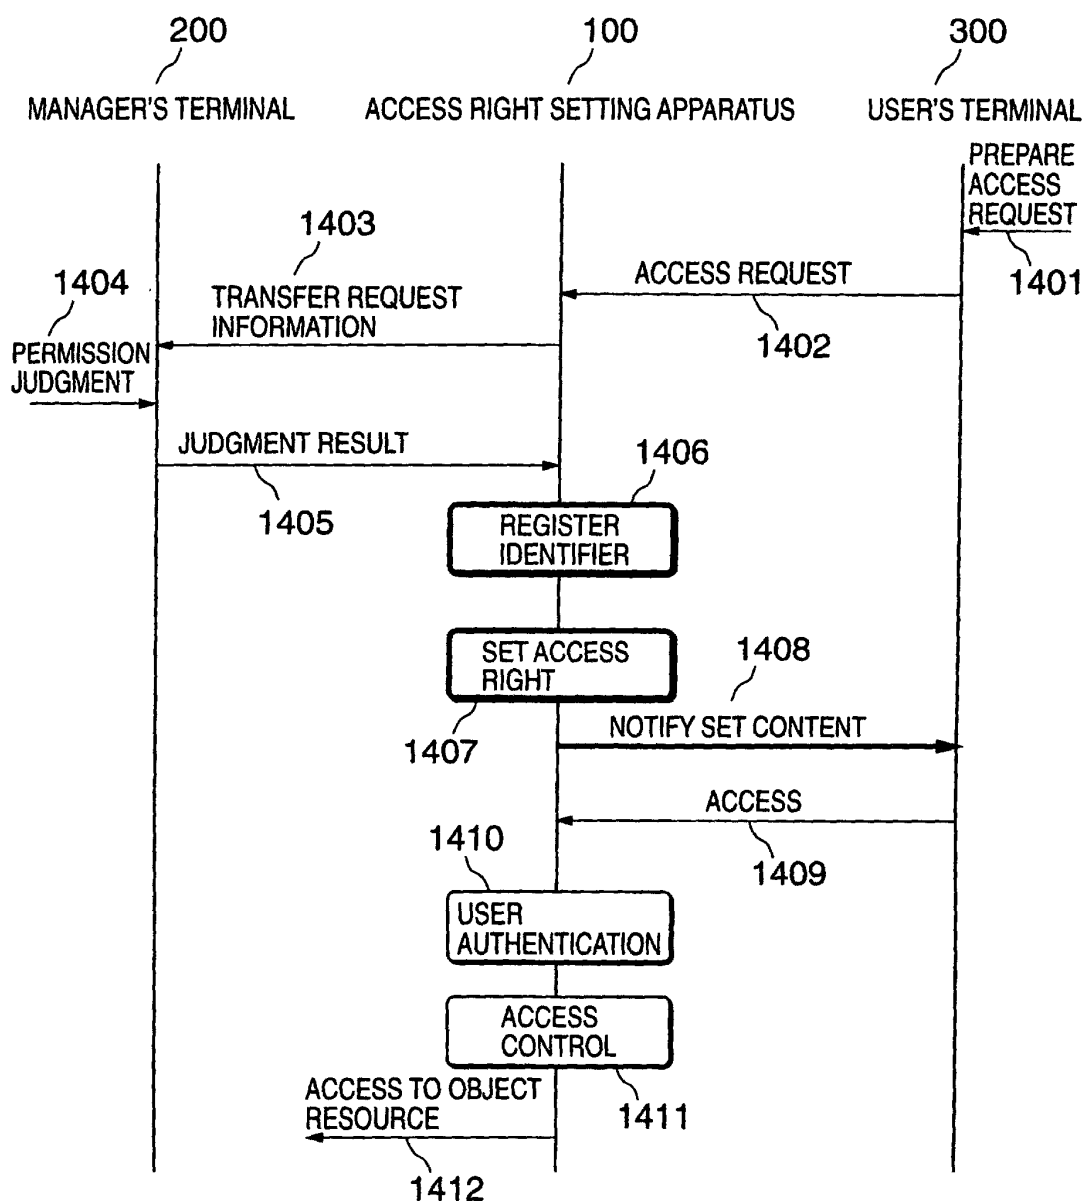 200
100
300
MANAGER'S TERMINAL
ACCESS RIGHT SETTING APPARATUS
USER'S TERMINAL
PREPARE
ACCESS
REQUEST
1401
ACCESS REQUEST
1402
1403
TRANSFER REQUEST
INFORMATION
1404
PERMISSION
JUDGMENT
JUDGMENT RESULT
1405
1406
REGISTER
IDENTIFIER
SET ACCESS
RIGHT
1407
1408
NOTIFY SET CONTENT
ACCESS
1409
1410
USER
AUTHENTICATION
ACCESS
CONTROL
1411
ACCESS TO OBJECT
RESOURCE
1412